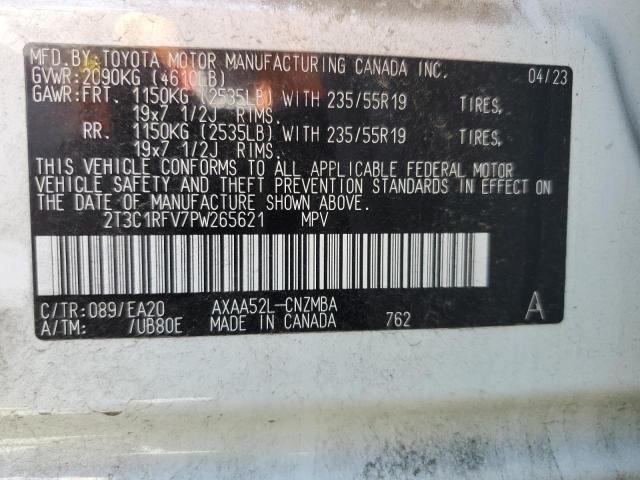 MFD.BY: TOYOTA MOTOR MANUFACTURING CANADA INC.
GVWR:2090KG (4610LB) 04/23
GAWR:FRT. 1150KG (2535LB) WITH 235/55R19 TIRES,
19x7 1/2J RIMS.
RR. 1150KG (2535LB) WITH 235/55R19 TIRES,
19x7 1/2J RIMS.
THIS VEHICLE CONFORMS TO ALL APPLICABLE FEDERAL MOTOR
VEHICLE SAFETY AND THEFT PREVENTION STANDARDS IN EFFECT ON
THE DATE OF MANUFACTURE SHOWN ABOVE.
2T3C1RFV7PW265621 MPV
C/TR:089/EA20 AXAA52L-CNZMBA A
A/TM: /UB80E MADE IN CANADA 762